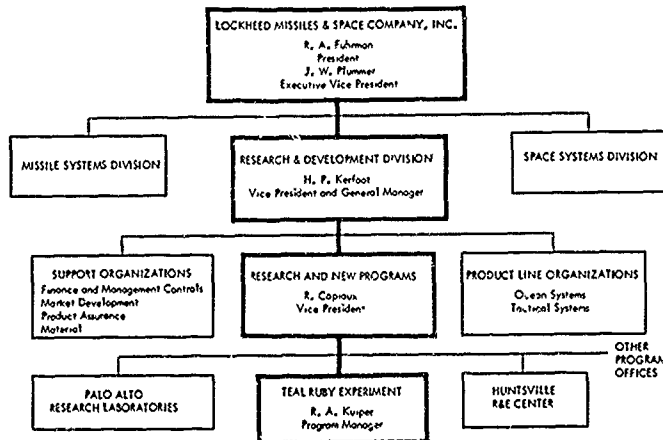 LOCKHEED MISSILES & SPACE COMPANY, INC.
R. A. Fuhrman
President
J. W. Plummer
Executive Vice President
MISSILE SYSTEMS DIVISION
RESEARCH & DEVELOPMENT DIVISION
H. P. Kerfoot
Vice President and General Manager
SPACE SYSTEMS DIVISION
SUPPORT ORGANIZATIONS
Finance and Management Controls
Market Development
Product Assurance
Material
RESEARCH AND NEW PROGRAMS
R. Capiaux
Vice President
PRODUCT LINE ORGANIZATIONS
Ocean Systems
Tactical Systems
OTHER
PROGRAM
OFFICES
PALO ALTO
RESEARCH LABORATORIES
TEAL RUBY EXPERIMENT
R. A. Kuiper
Program Manager
HUNTSVILLE
R&E CENTER